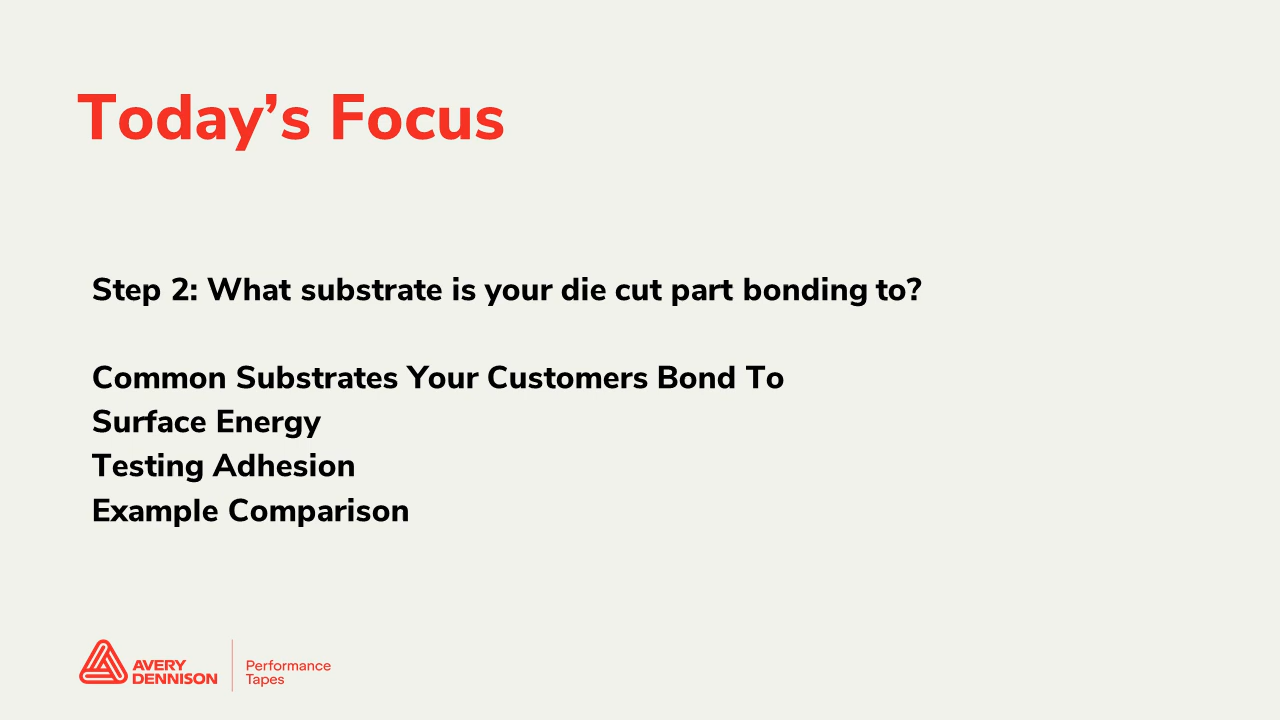 Today’s Focus
Step 2: What substrate is your die cut part bonding to?
Common Substrates Your Customers Bond To
Surface Energy
Testing Adhesion
Example Comparison
AVERY
DENNISON
Performance
Tapes